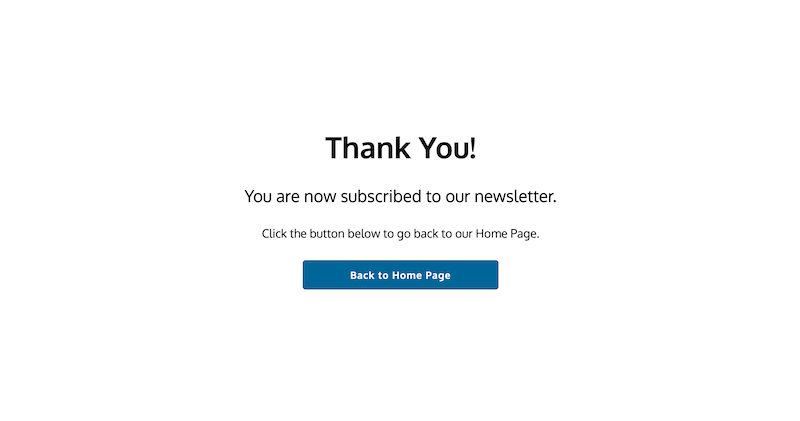 Thank You!
You are now subscribed to our newsletter.
Click the button below to go back to our Home Page.
Back to Home Page